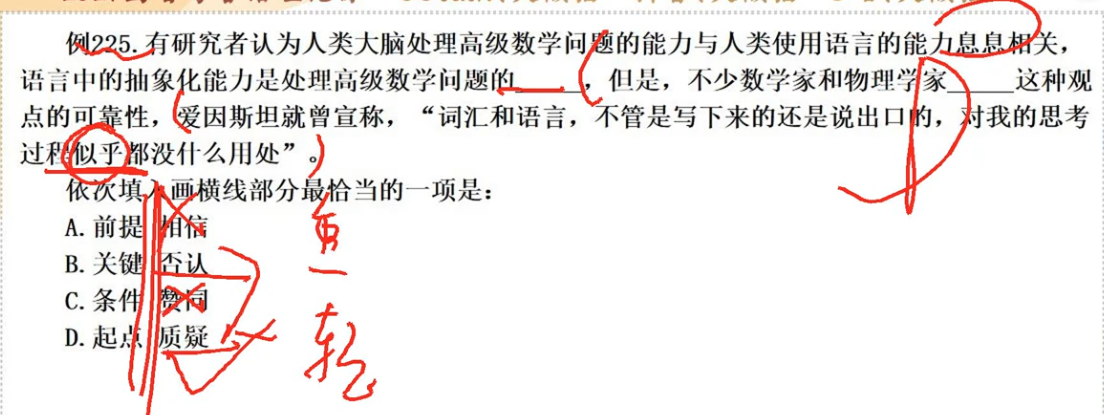 例225.有研究者认为人类大脑处理高级数学问题的能力与人类使用语言的能力息息相关，
语言中的抽象化能力是处理高级数学问题的_____，但是，不少数学家和物理学家_____这种观
点的可靠性，爱因斯坦就曾宣称，“词汇和语言，不管是写下来的还是说出口的，对我的思考
过程似乎都没什么用处”。
依次填入画横线部分最恰当的一项是：
A.前提 相信
B.关键 否认
C.条件 赞同
D.起点 质疑
重
轻